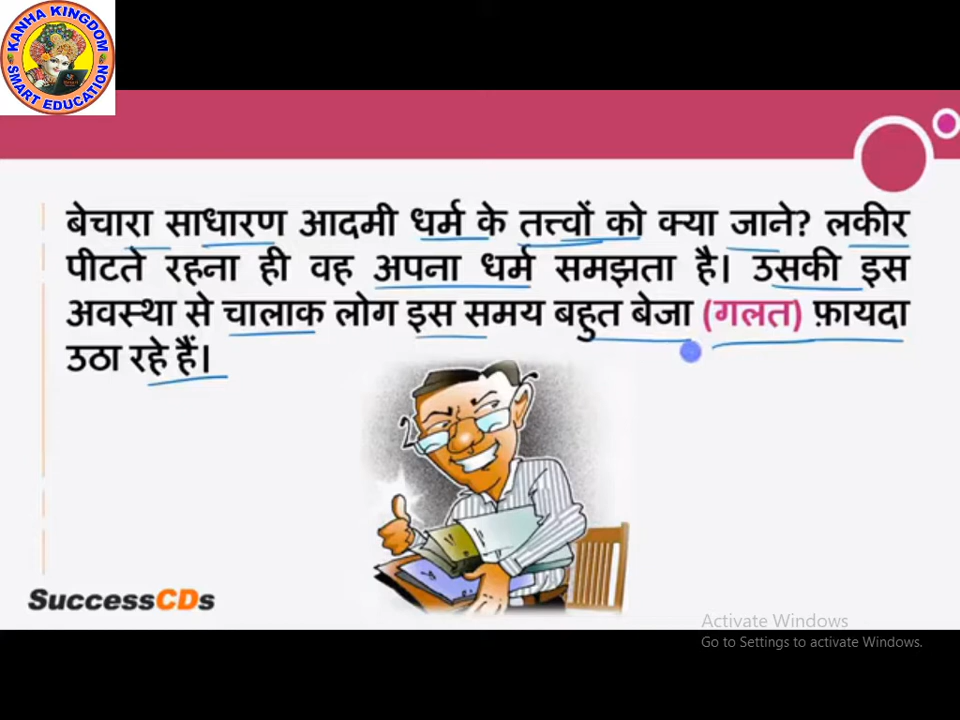 KANHA KINGDOM
SMART EDUCATION
बेचारा साधारण आदमी धर्म के तत्त्वों को क्या जाने? लकीर
पीटते रहना ही वह अपना धर्म समझता है। उसकी इस
अवस्था से चालाक लोग इस समय बहुत बेजा (गलत) फ़ायदा
उठा रहे हैं।
SuccessCDs
Activate Windows
Go to Settings to activate Windows.